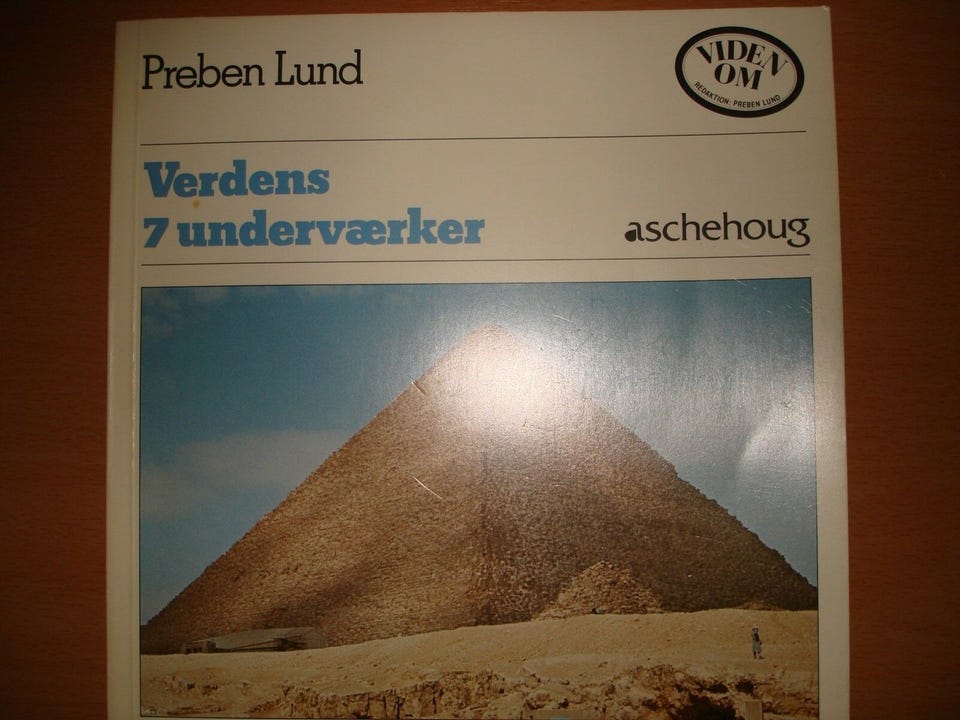 Preben Lund
VIDEN
OM
REDAKTION: PREBEN LUND
Verdens
7 underværker
aschehoug